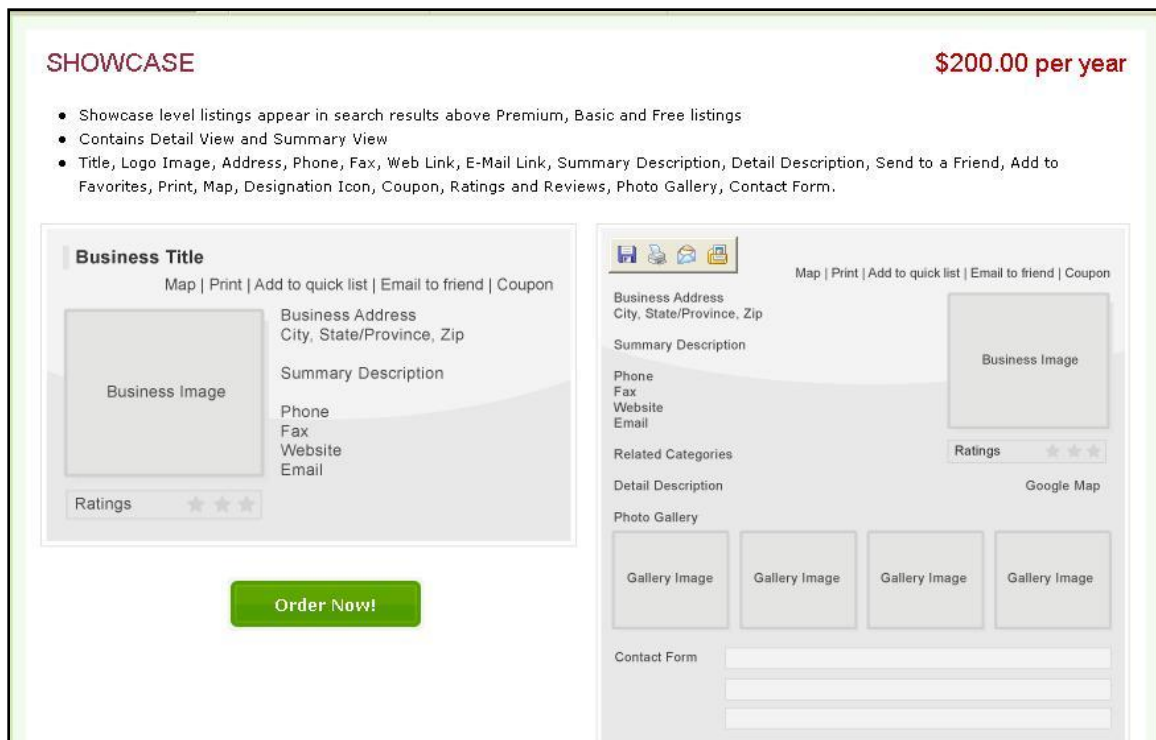 SHOWCASE
$200.00 per year
Showcase level listings appear in search results above Premium, Basic and Free listings
Contains Detail View and Summary View
Title, Logo Image, Address, Phone, Fax, Web Link, E-Mail Link, Summary Description, Detail Description, Send to a Friend, Add to
Favorites, Print, Map, Designation Icon, Coupon, Ratings and Reviews, Photo Gallery, Contact Form.
Business Title
Map | Print | Add to quick list | Email to friend | Coupon
Business Image
Business Address
City, State/Province, Zip
Summary Description
Phone
Fax
Website
Email
Ratings
Order Now!
Map | Print | Add to quick list | Email to friend | Coupon
Business Address
City, State/Province, Zip
Summary Description
Phone
Fax
Website
Email
Business Image
Related Categories
Ratings
Detail Description
Google Map
Photo Gallery
Gallery Image
Gallery Image
Gallery Image
Gallery Image
Contact Form